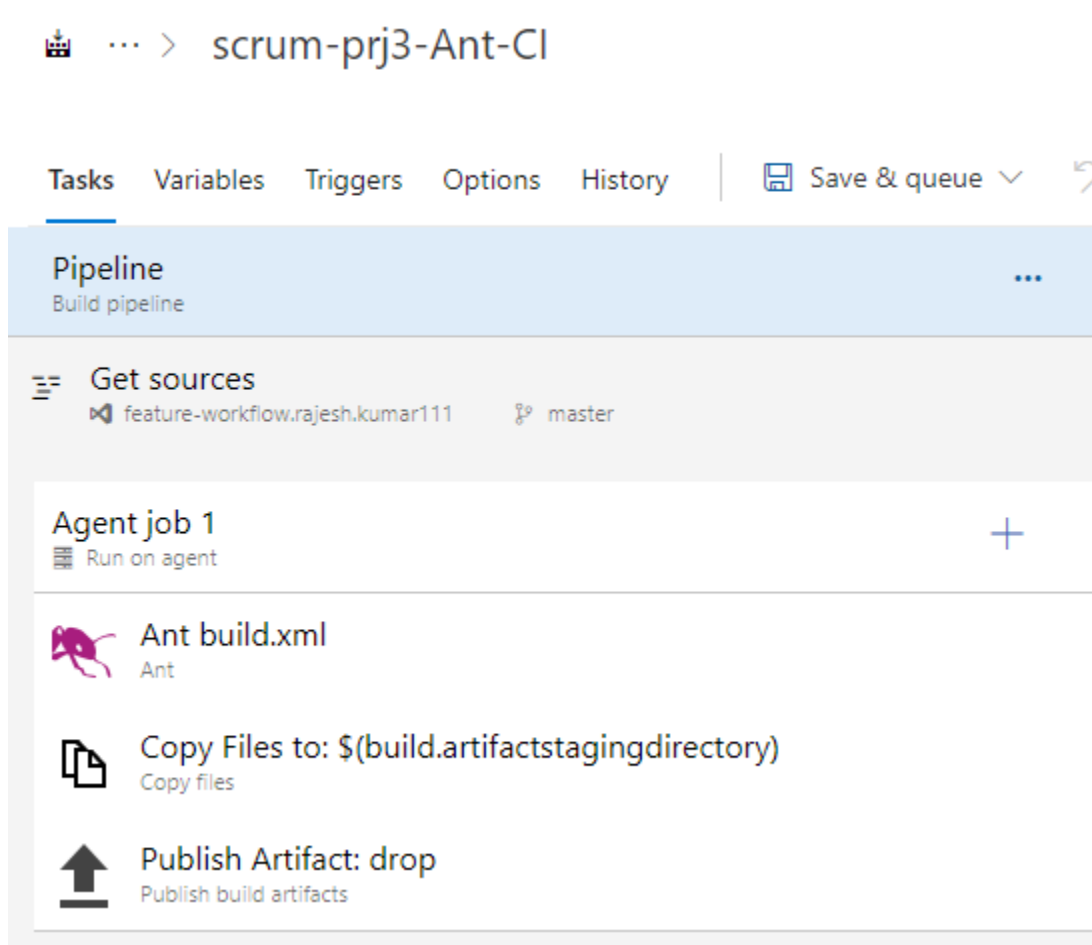 ... > scrum-prj3-Ant-CI
Tasks Variables Triggers Options History Save & queue
Pipeline
Build pipeline
Get sources
feature-workflow.rajesh.kumar111 master
Agent job 1
Run on agent
Ant build.xml
Ant
Copy Files to: $(build.artifactstagingdirectory)
Copy files
Publish Artifact: drop
Publish build artifacts